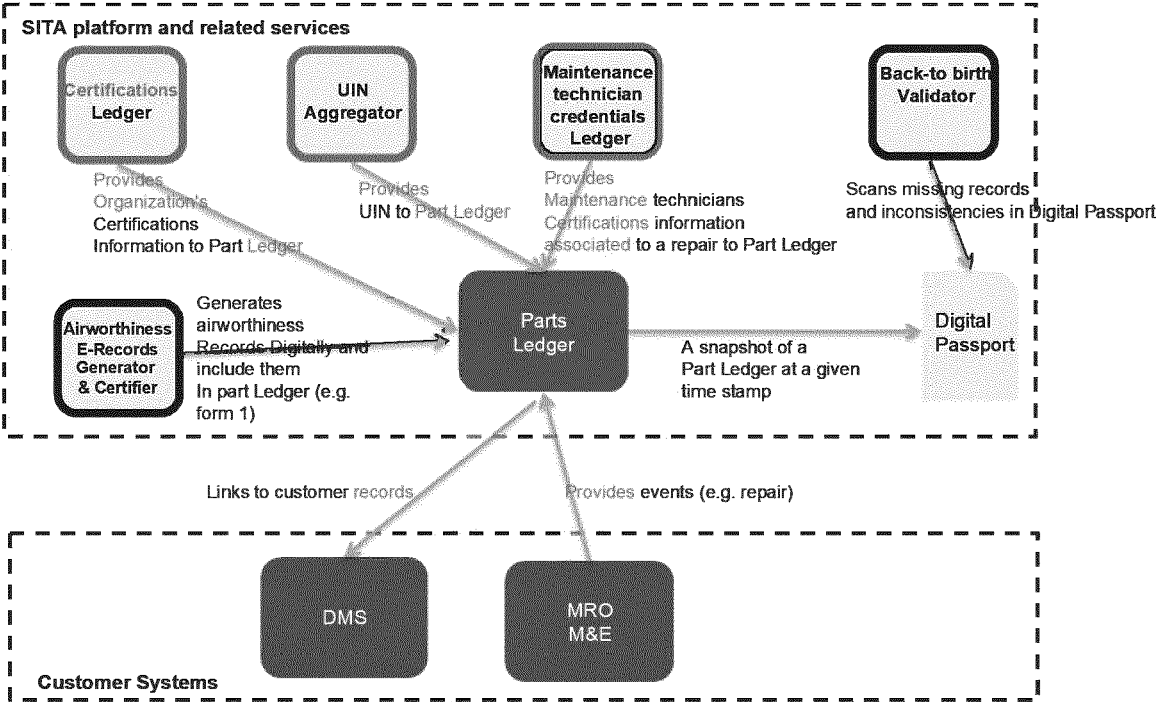 SITA platform and related services
Certifications
Ledger
UIN
Aggregator
Maintenance
technician
credentials
Ledger
Back-to birth
Validator
Provides
Organization's
Certifications
Information to Part Ledger
Provides
UIN to Part Ledger
Provides
Maintenance technicians
Certifications information
associated to a repair to Part Ledger
Scans missing records
and inconsistencies in Digital Passport
Airworthiness
E-Records
Generator
& Certifier
Generates
airworthiness
Records Digitally and
include them
In part Ledger (e.g.
form 1)
Parts
Ledger
A snapshot of a
Part Ledger at a given
time stamp
Digital
Passport
Links to customer records
Provides events (e.g. repair)
DMS
MRO
M&E
Customer Systems